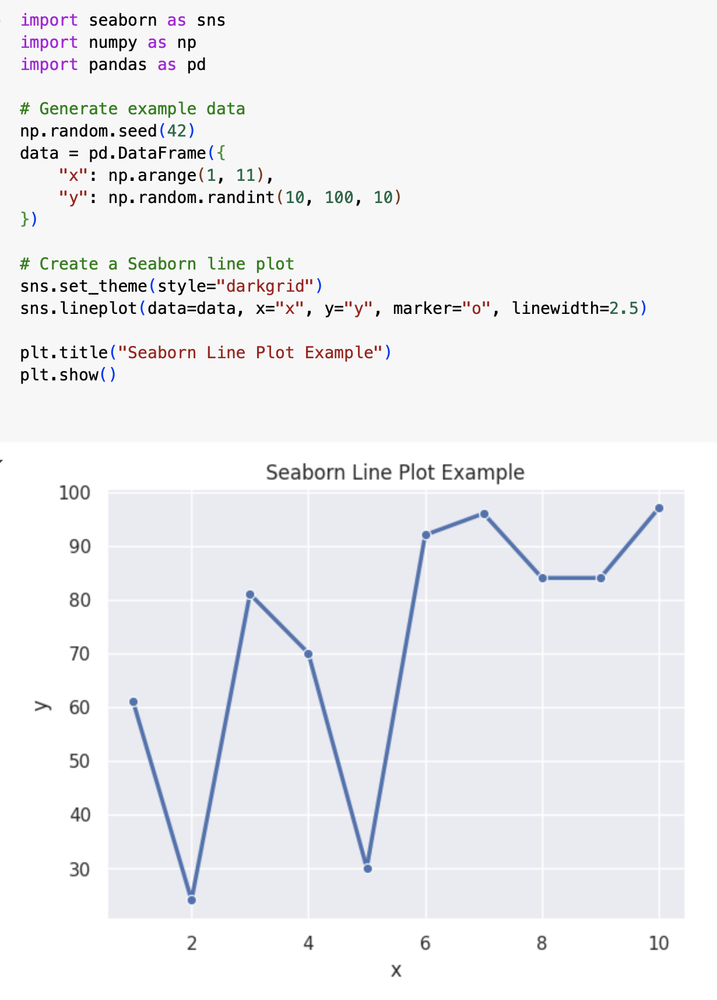 import seaborn as sns
import numpy as np
import pandas as pd
# Generate example data
np.random.seed(42)
data = pd.DataFrame({
    "x": np.arange(1, 11),
    "y": np.random.randint(10, 100, 10)
})
# Create a Seaborn line plot
sns.set_theme(style="darkgrid")
sns.lineplot(data=data, x="x", y="y", marker="o", linewidth=2.5)
plt.title("Seaborn Line Plot Example")
plt.show()
Seaborn Line Plot Example
100
90
80
70
60
50
40
30
y
2 4 6 8 10
x